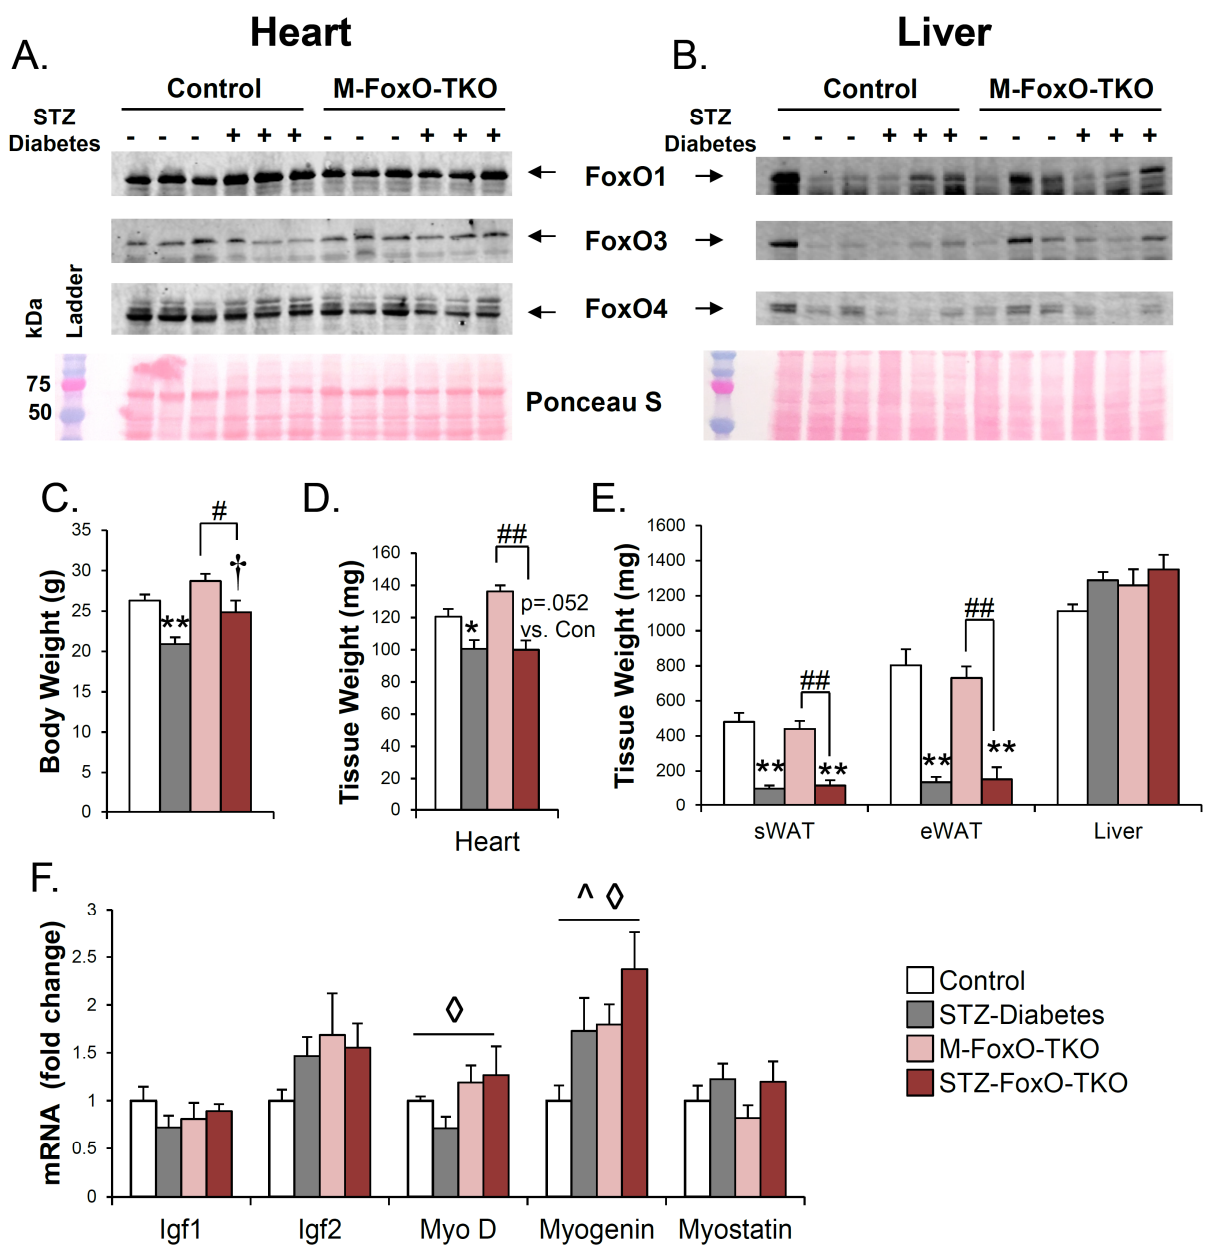 Heart
Liver
A.
B.
Control
M-FoxO-TKO
Control
M-FoxO-TKO
STZ
Diabetes
- - - + + + - - - + + +
STZ
Diabetes
- - - + + + - - - + + +
FoxO1
FoxO3
FoxO4
kDa
Ladder
75
50
Ponceau S
C.
Body Weight (g)
35
30
25
20
15
10
5
0
**
#
†
D.
Tissue Weight (mg)
160
140
120
100
80
60
40
20
0
*
##
p=.052
vs. Con
Heart
E.
Tissue Weight (mg)
1600
1400
1200
1000
800
600
400
200
0
**
##
**
**
##
**
sWAT
eWAT
Liver
F.
mRNA (fold change)
3
2.5
2
1.5
1
0.5
0
◊
^ ◊
Igf1
Igf2
Myo D
Myogenin
Myostatin
Control
STZ-Diabetes
M-FoxO-TKO
STZ-FoxO-TKO